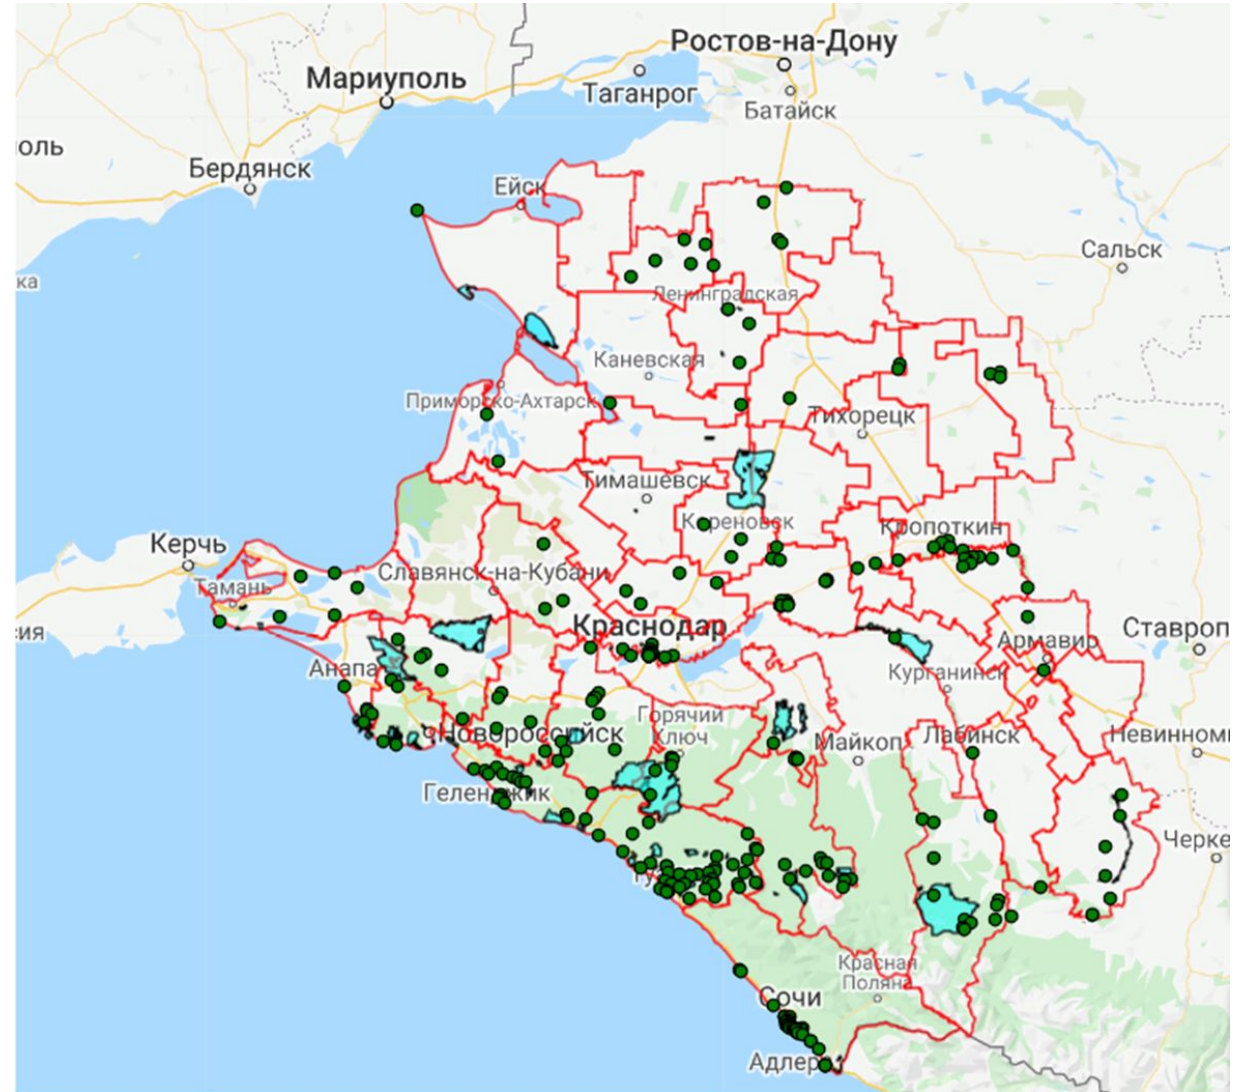 Ростов-на-Дону
Мариуполь
Таганрог
Батайск
оль
Бердянск
Ейск
Сальск
ка
Ленинградская
Каневская
Приморско-Ахтарск
Тихорецк
Тимашевск
Кореновск
Кропоткин
Керчь
Славянск-на-Кубани
Тамань
Краснодар
сия
Ставроп
Армавир
Анапа
Курганинск
Горячий
Ключ
Новороссийск
Майкоп
Лабинск
Невинном
Геленджик
Черке
Красная
Поляна
Сочи
Адлер